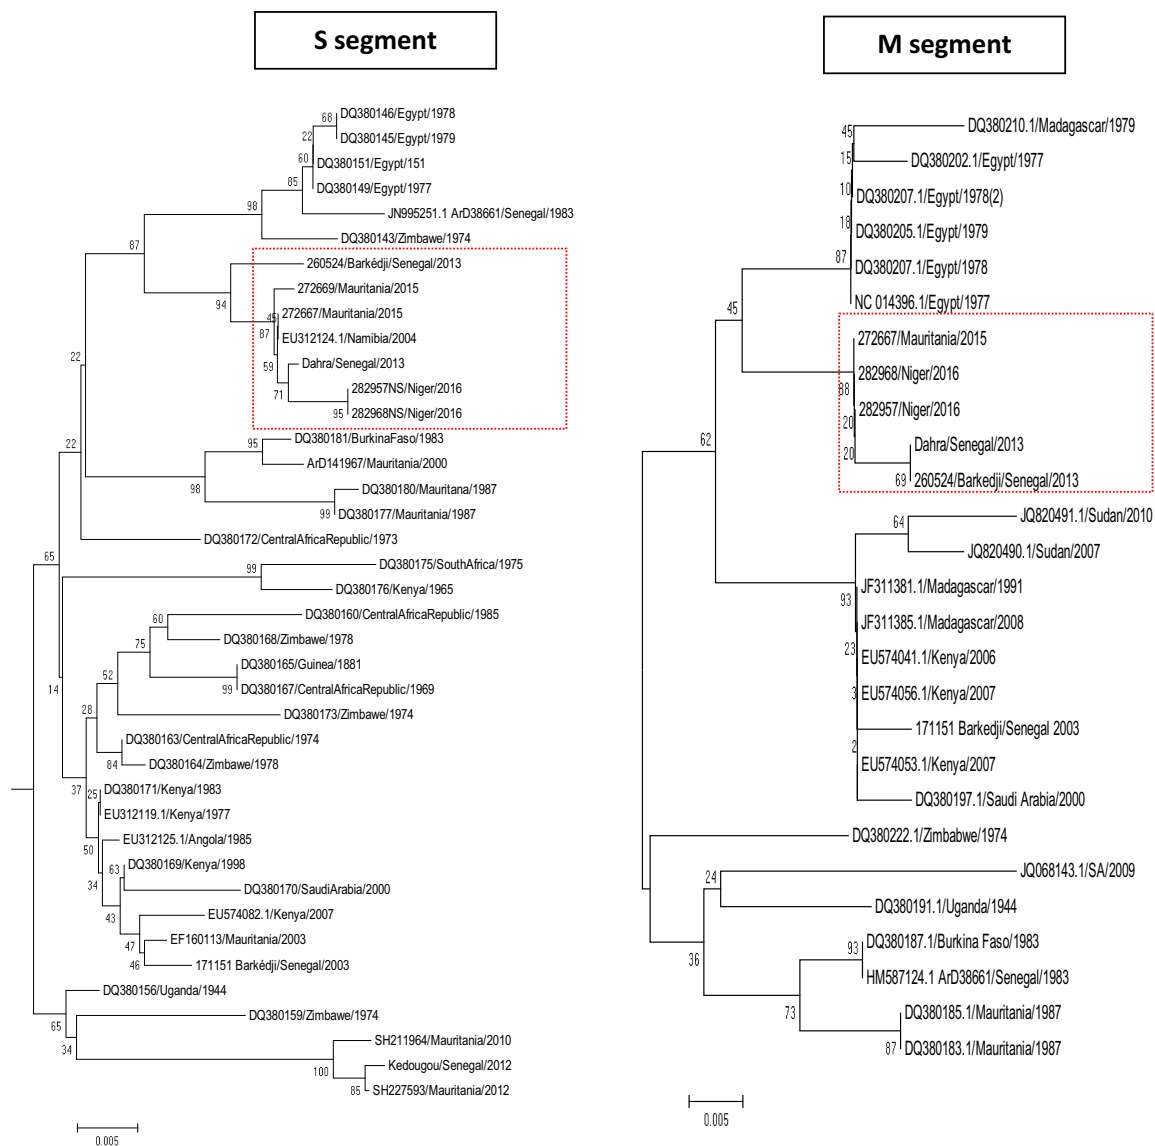 S segment
68
DQ380146/Egypt/1978
22
DQ380145/Egypt/1979
60
DQ380151/Egypt/151
85
DQ380149/Egypt/1977
98
JN995251.1 ArD38661/Senegal/1983
87
DQ380143/Zimbawe/1974
260524/Barkédji/Senegal/2013
94
272669/Mauritania/2015
45
272667/Mauritania/2015
87
EU312124.1/Namibia/2004
59
Dahra/Senegal/2013
71
282957NS/Niger/2016
95
282968NS/Niger/2016
22
22
95
DQ380181/BurkinaFaso/1983
ArD141967/Mauritania/2000
98
DQ380180/Mauritana/1987
99
DQ380177/Mauritania/1987
DQ380172/CentralAfricaRepublic/1973
65
99
DQ380175/SouthAfrica/1975
DQ380176/Kenya/1965
60
DQ380160/CentralAfricaRepublic/1985
75
DQ380168/Zimbawe/1978
52
DQ380165/Guinea/1881
99
DQ380167/CentralAfricaRepublic/1969
14
28
DQ380173/Zimbawe/1974
DQ380163/CentralAfricaRepublic/1974
84
DQ380164/Zimbawe/1978
37
25
DQ380171/Kenya/1983
EU312119.1/Kenya/1977
50
EU312125.1/Angola/1985
63
DQ380169/Kenya/1998
34
DQ380170/SaudiArabia/2000
43
EU574082.1/Kenya/2007
47
EF160113/Mauritania/2003
46
171151 Barkédji/Senegal/2003
DQ380156/Uganda/1944
65
DQ380159/Zimbawe/1974
34
SH211964/Mauritania/2010
100
Kedougou/Senegal/2012
85
SH227593/Mauritania/2012
0.005
M segment
45
DQ380210.1/Madagascar/1979
15
DQ380202.1/Egypt/1977
10
DQ380207.1/Egypt/1978(2)
18
DQ380205.1/Egypt/1979
87
DQ380207.1/Egypt/1978
NC 014396.1/Egypt/1977
45
272667/Mauritania/2015
282968/Niger/2016
282957/Niger/2016
20
Dahra/Senegal/2013
20
69
260524/Barkedji/Senegal/2013
62
64
JQ820491.1/Sudan/2010
JQ820490.1/Sudan/2007
93
JF311381.1/Madagascar/1991
JF311385.1/Madagascar/2008
23
EU574041.1/Kenya/2006
3
EU574056.1/Kenya/2007
171151 Barkedji/Senegal 2003
2
EU574053.1/Kenya/2007
DQ380197.1/Saudi Arabia/2000
DQ380222.1/Zimbabwe/1974
24
JQ068143.1/SA/2009
DQ380191.1/Uganda/1944
36
93
DQ380187.1/Burkina Faso/1983
HM587124.1 ArD38661/Senegal/1983
73
DQ380185.1/Mauritania/1987
87
DQ380183.1/Mauritania/1987
0.005